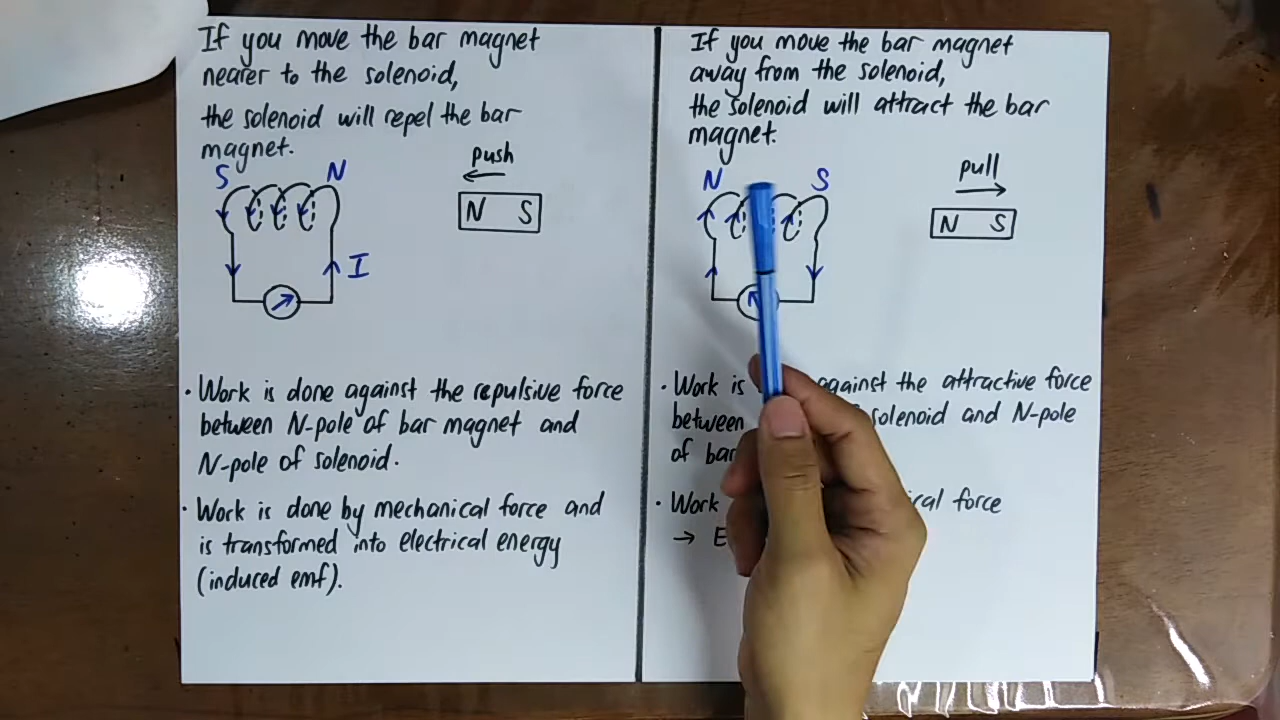 If you move the bar magnet
nearer to the solenoid,
the solenoid will repel the bar
magnet.
push
S N
N S
I
• Work is done against the repulsive force
between N-pole of bar magnet and
N-pole of solenoid.
• Work is done by mechanical force and
is transformed into electrical energy
(induced emf).
If you move the bar magnet
away from the solenoid,
the solenoid will attract the bar
magnet.
pull
N S
N S
• Work is against the attractive force
between solenoid and N-pole
of bar
• Work force
→ E